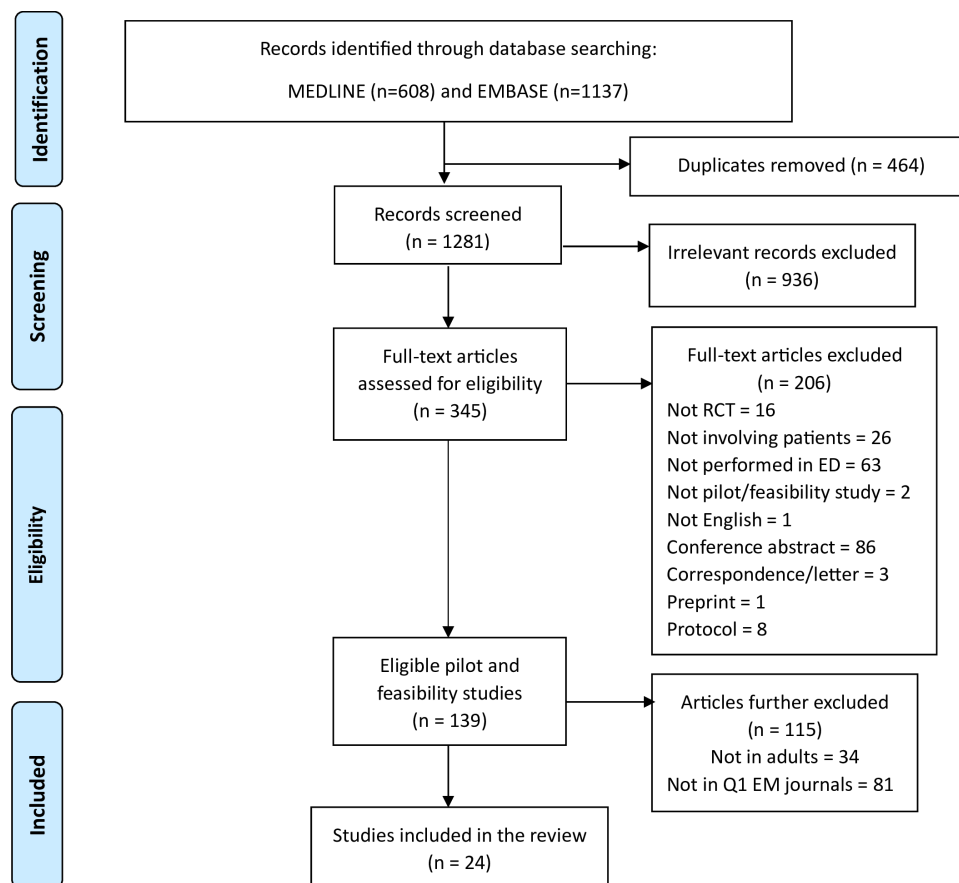 Identification
Records identified through database searching:
MEDLINE (n=608) and EMBASE (n=1137)
Duplicates removed (n = 464)
Screening
Records screened
(n = 1281)
Irrelevant records excluded
(n = 936)
Full-text articles
assessed for eligibility
(n = 345)
Full-text articles excluded
(n = 206)
Not RCT = 16
Not involving patients = 26
Not performed in ED = 63
Not pilot/feasibility study = 2
Not English = 1
Conference abstract = 86
Correspondence/letter = 3
Preprint = 1
Protocol = 8
Eligibility
Eligible pilot and
feasibility studies
(n = 139)
Articles further excluded
(n = 115)
Not in adults = 34
Not in Q1 EM journals = 81
Included
Studies included in the review
(n = 24)